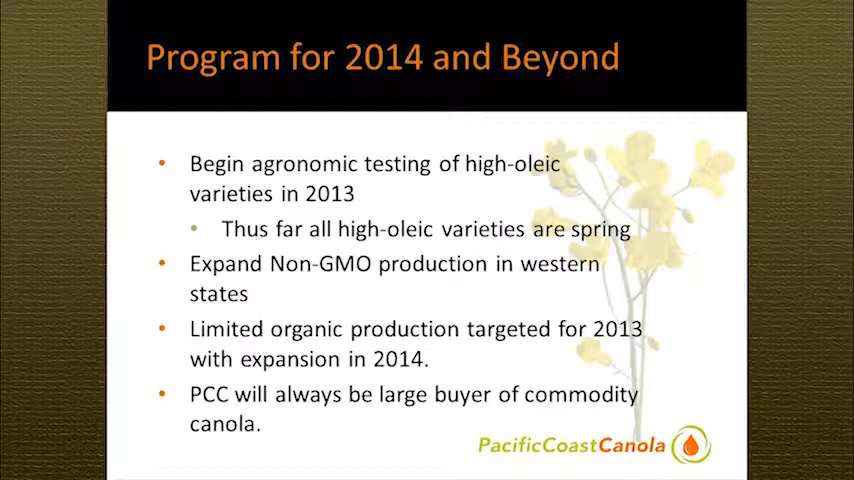 Program for 2014 and Beyond
• Begin agronomic testing of high-oleic
varieties in 2013
• Thus far all high-oleic varieties are spring
• Expand Non-GMO production in western
states
• Limited organic production targeted for 2013
with expansion in 2014.
• PCC will always be large buyer of commodity
canola.
PacificCoastCanola